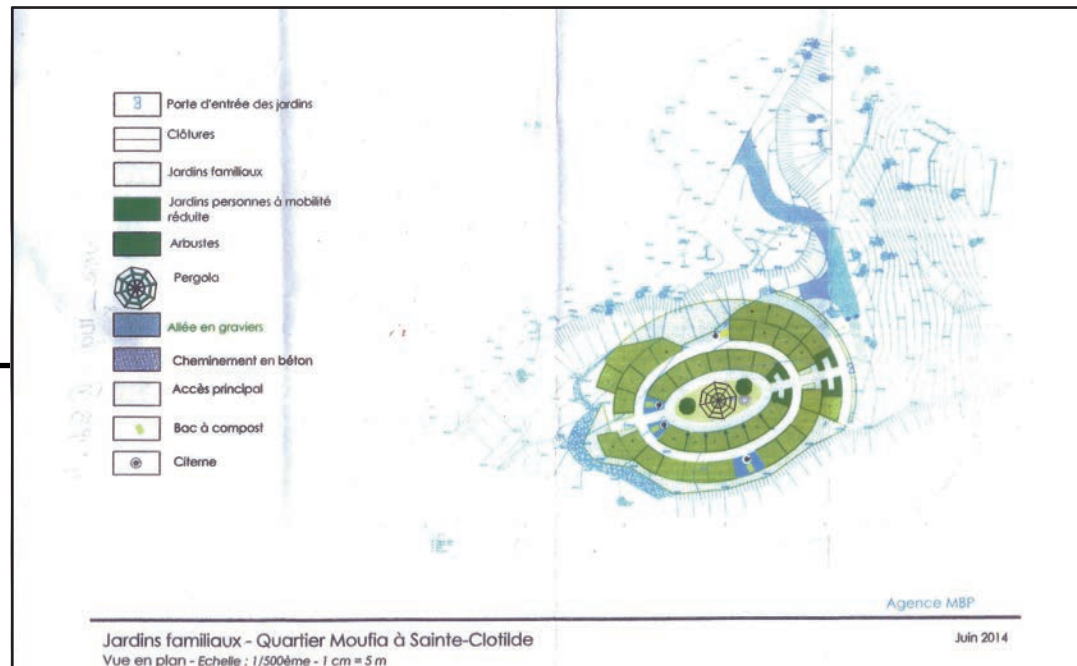 Porte d'entrée des jardins
Clôtures
Jardins familiaux
Jardins personnes à mobilité
réduite
Arbustes
Pergola
Allée en graviers
Cheminement en béton
Accès principal
Bac à compost
Citerne
Agence MBP
Jardins familiaux - Quartier Moufia à Sainte-Clotilde
Juin 2014
Vue en plan - Echelle : 1/500ème - 1 cm = 5 m